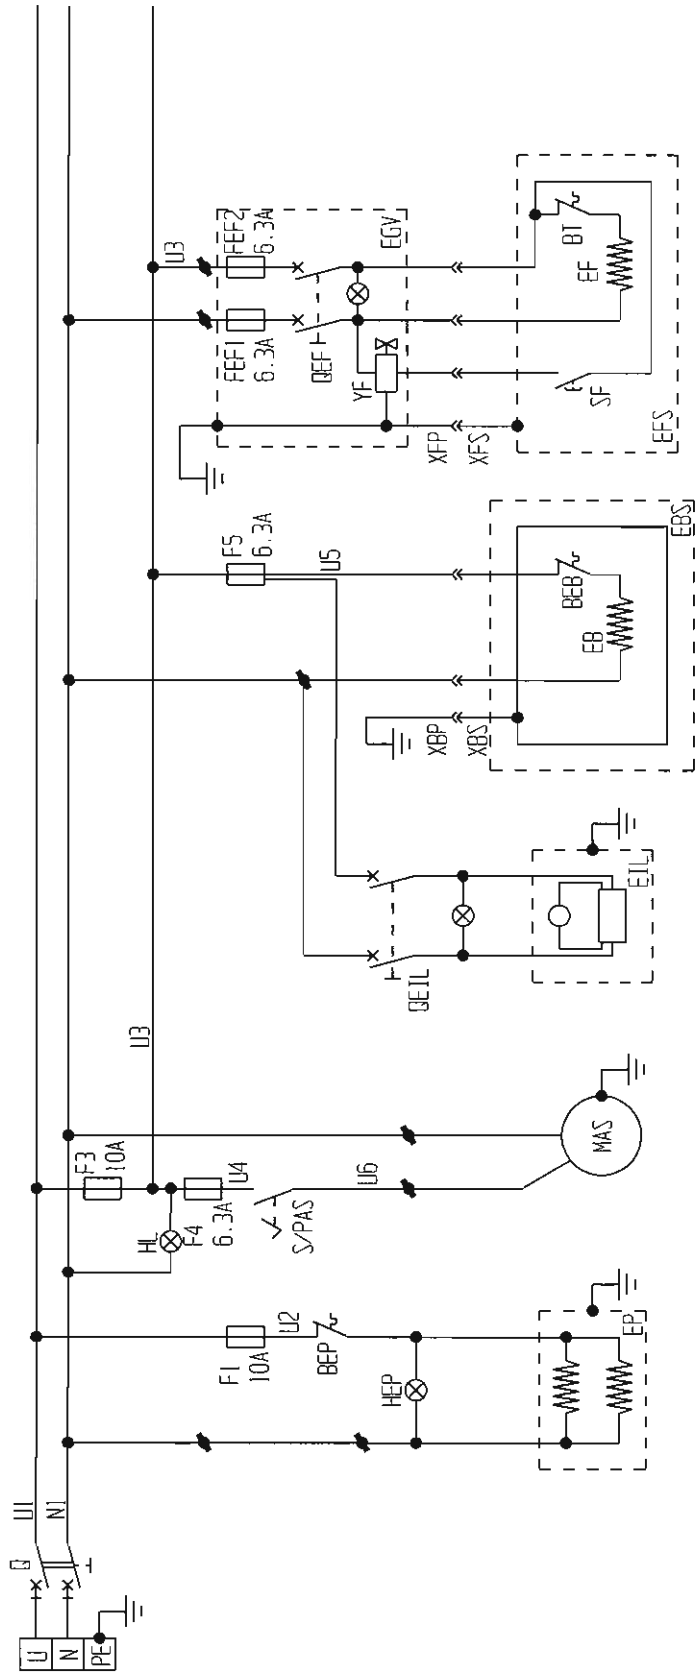 U
N
PE
Q
U1
N1
F1
10A
U2
BEP
HEP
EP
HL
F3
10A
F4
6.3A
U4
S/PAS
U6
MAS
U3
QEIL
EIL
F5
6.3A
U5
XBP
XBS
BEB
EB
EBS
U3
FEF1
6.3A
FEF2
6.3A
QEF
YF
EGV
XFP
XFS
SF
EF
BT
EFS